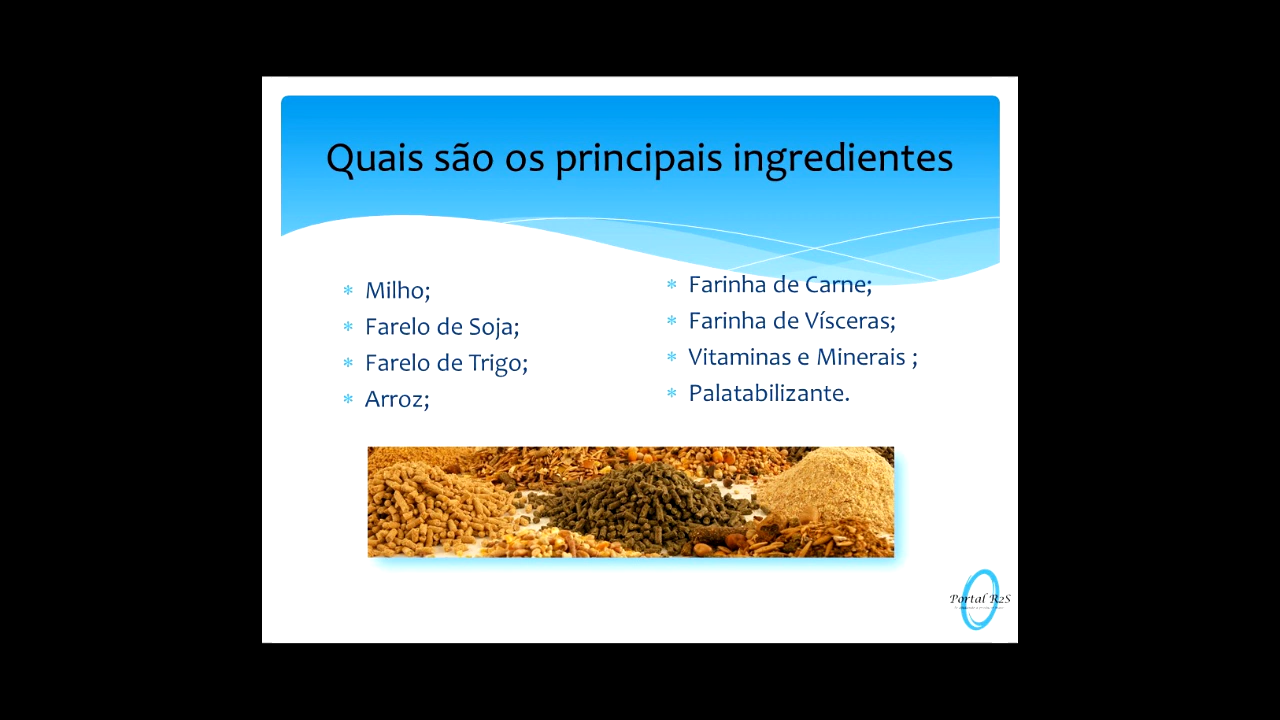 Quais são os principais ingredientes
Milho;
Farelo de Soja;
Farelo de Trigo;
Arroz;
Farinha de Carne;
Farinha de Vísceras;
Vitaminas e Minerais ;
Palatabilizante.
Portal R2S